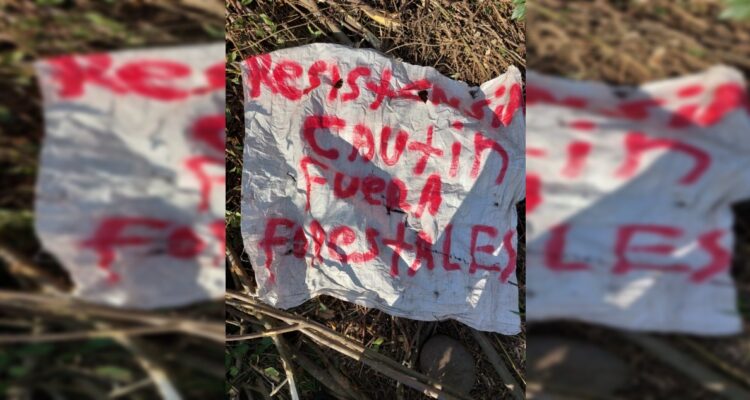 Resistencia
CAUtin
FuerA
ForestALES